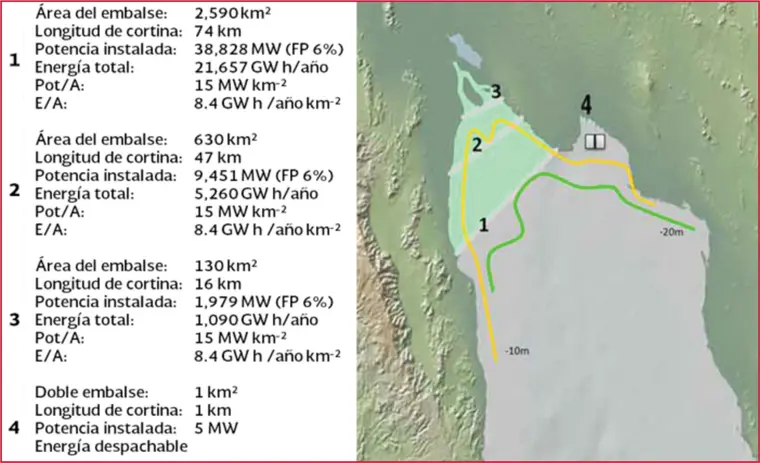 1
Área del embalse: 2,590 km²
Longitud de cortina: 74 km
Potencia instalada: 38,828 MW (FP 6%)
Energía total: 21,657 GW h/año
Pot/A: 15 MW km-²
E/A: 8.4 GW h /año km-²
2
Área del embalse: 630 km²
Longitud de cortina: 47 km
Potencia instalada: 9,451 MW (FP 6%)
Energía total: 5,260 GW h/año
Pot/A: 15 MW km-²
E/A: 8.4 GW h/año km-²
3
Área del embalse: 130 km²
Longitud de cortina: 16 km
Potencia instalada: 1,979 MW (FP 6%)
Energía total: 1,090 GW h/año
Pot/A: 15 MW km-²
E/A: 8.4 GW h /año km-²
4
Doble embalse: 1 km²
Longitud de cortina: 1 km
Potencia instalada: 5 MW
Energía despachable
3
4
2
1
-20m
-10m